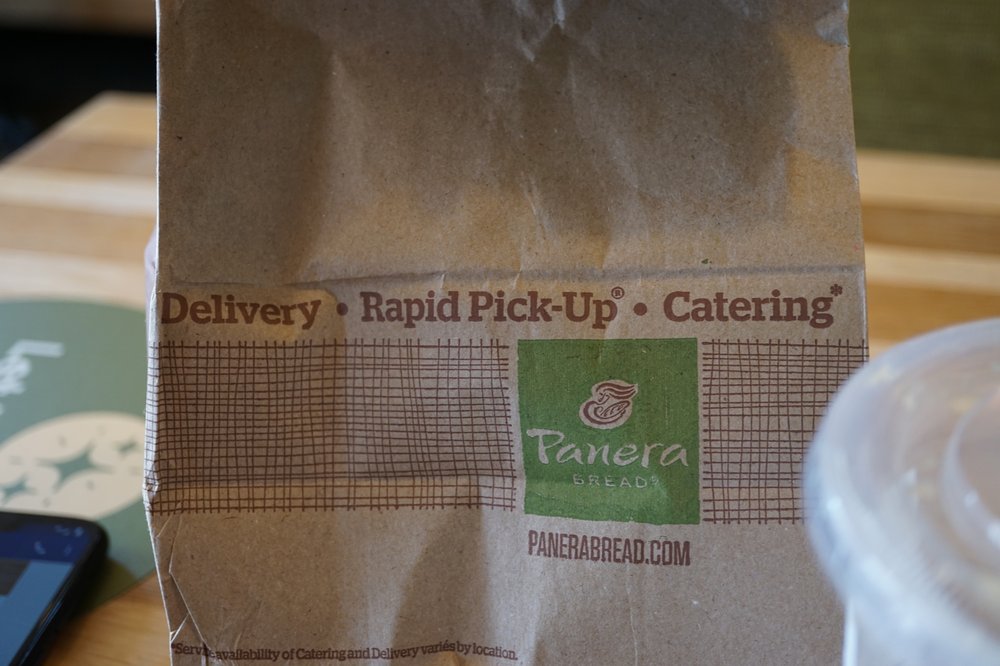 Delivery • Rapid Pick-Up® • Catering*
Panera
BREAD®
PANERABREAD.COM
*Service availability of Catering and Delivery varies by location.